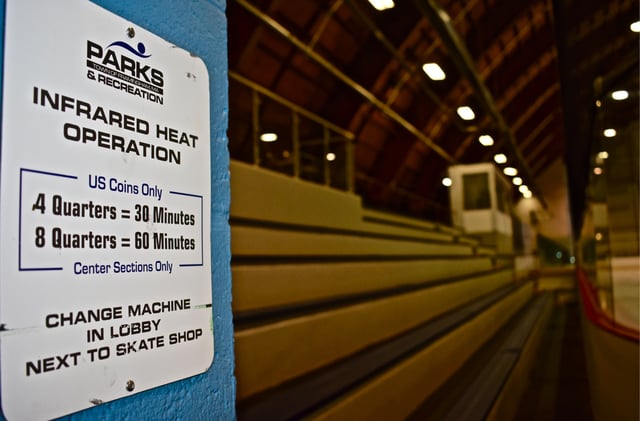 PARKS
& RECREATION
INFRARED HEAT
OPERATION
US Coins Only
4 Quarters = 30 Minutes
8 Quarters = 60 Minutes
Center Sections Only
CHANGE MACHINE
IN LOBBY
NEXT TO SKATE SHOP